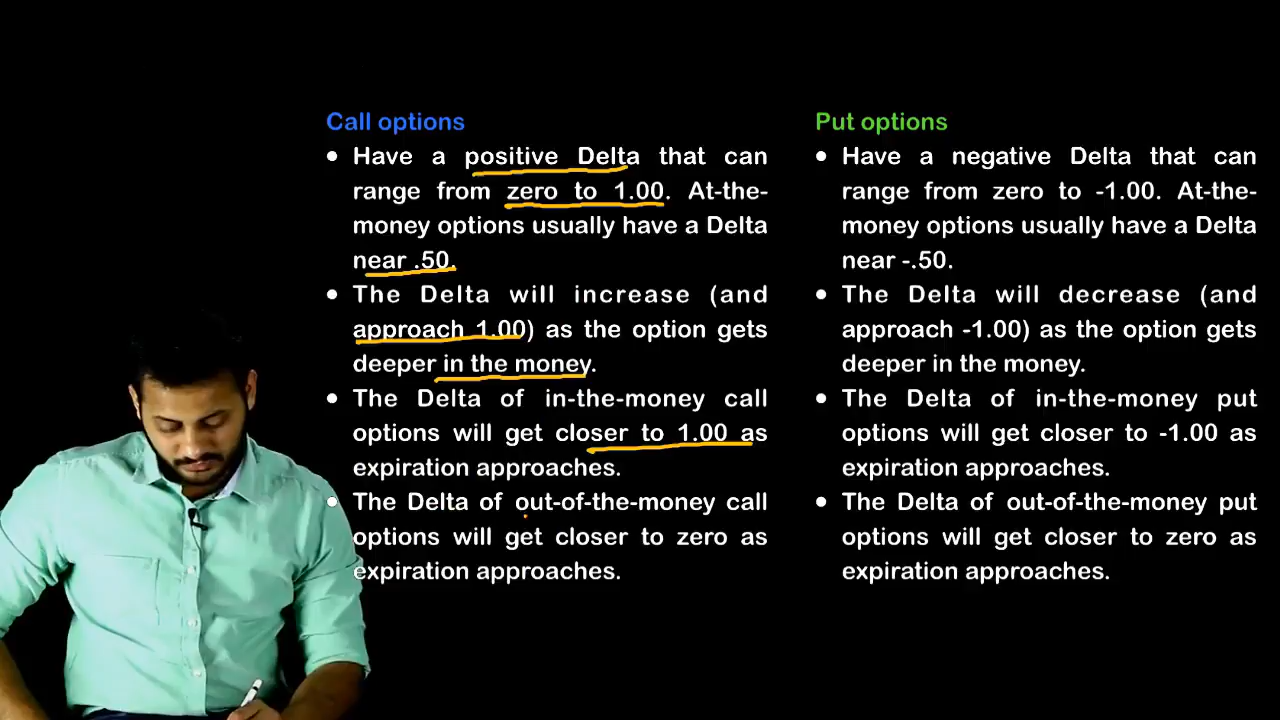 Call options
• Have a positive Delta that can
range from zero to 1.00. At-the-
money options usually have a Delta
near .50.
• The Delta will increase (and
approach 1.00) as the option gets
deeper in the money.
• The Delta of in-the-money call
options will get closer to 1.00 as
expiration approaches.
• The Delta of out-of-the-money call
options will get closer to zero as
expiration approaches.
Put options
• Have a negative Delta that can
range from zero to -1.00. At-the-
money options usually have a Delta
near -.50.
• The Delta will decrease (and
approach -1.00) as the option gets
deeper in the money.
• The Delta of in-the-money put
options will get closer to -1.00 as
expiration approaches.
• The Delta of out-of-the-money put
options will get closer to zero as
expiration approaches.